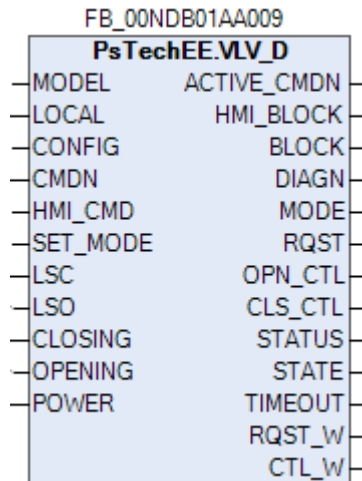 FB_00NDB01AA009
PsTechEE.VLV_D
MODEL ACTIVE_CMDN
LOCAL HMI_BLOCK
CONFIG BLOCK
CMDN DIAGN
HMI_CMD MODE
SET_MODE RQST
LSC OPN_CTL
LSO CLS_CTL
CLOSING STATUS
OPENING STATE
POWER TIMEOUT
RQST_W
CTL_W